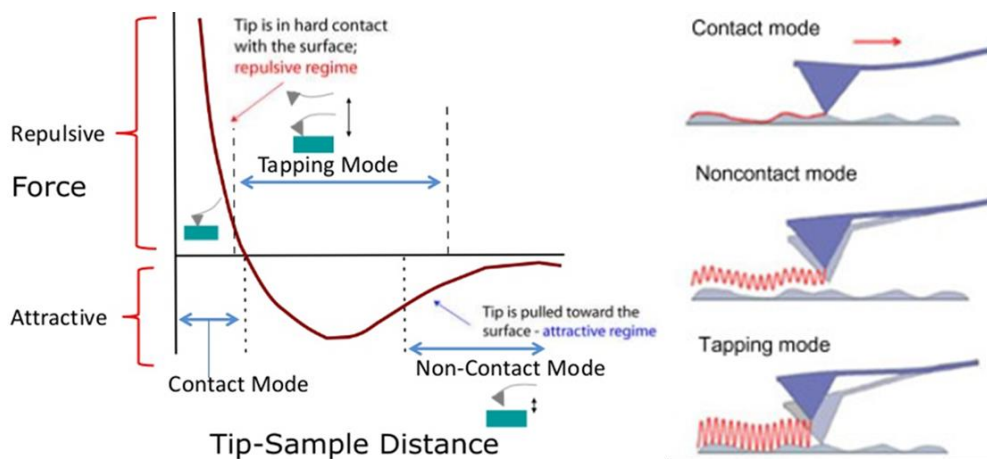 Tip is in hard contact
with the surface;
repulsive regime
Repulsive
Force
Tapping Mode
Attractive
Tip is pulled toward the
surface - attractive regime
Contact Mode
Non-Contact Mode
Tip-Sample Distance
Contact mode
Noncontact mode
Tapping mode